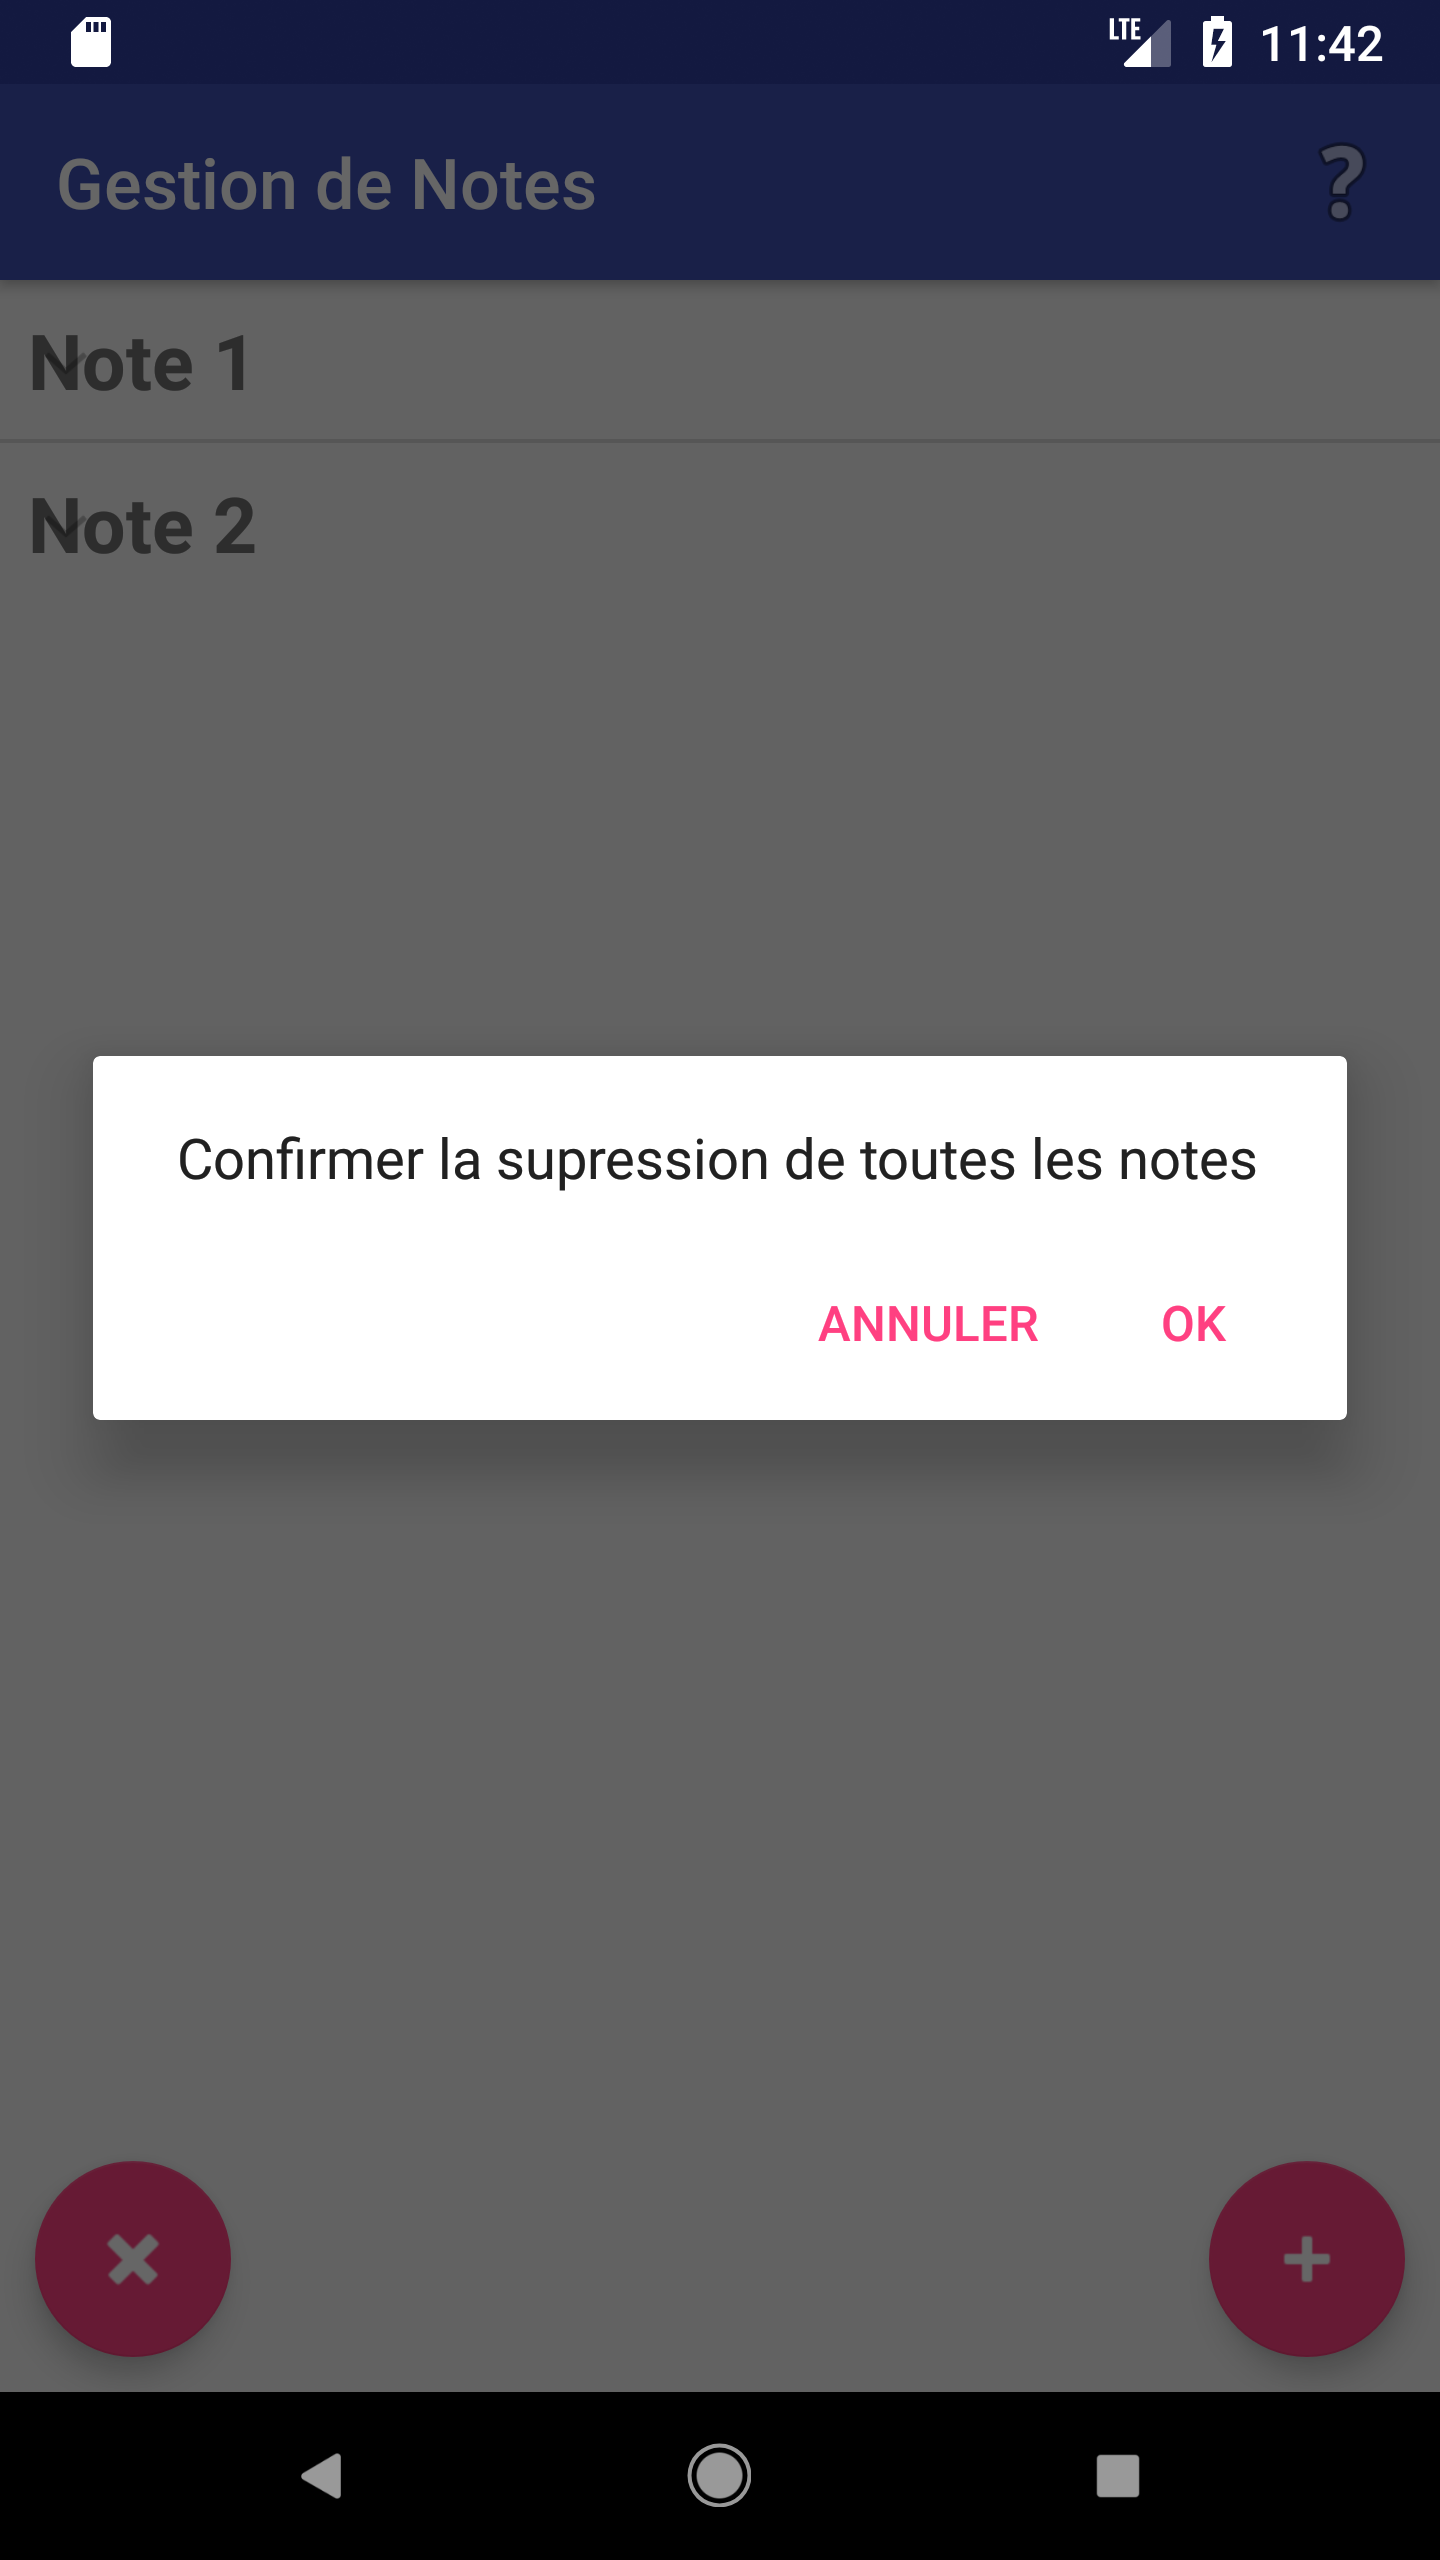 LTE 11:42
Gestion de Notes ?
Note 1
Note 2
Confirmer la supression de toutes les notes
ANNULER OK